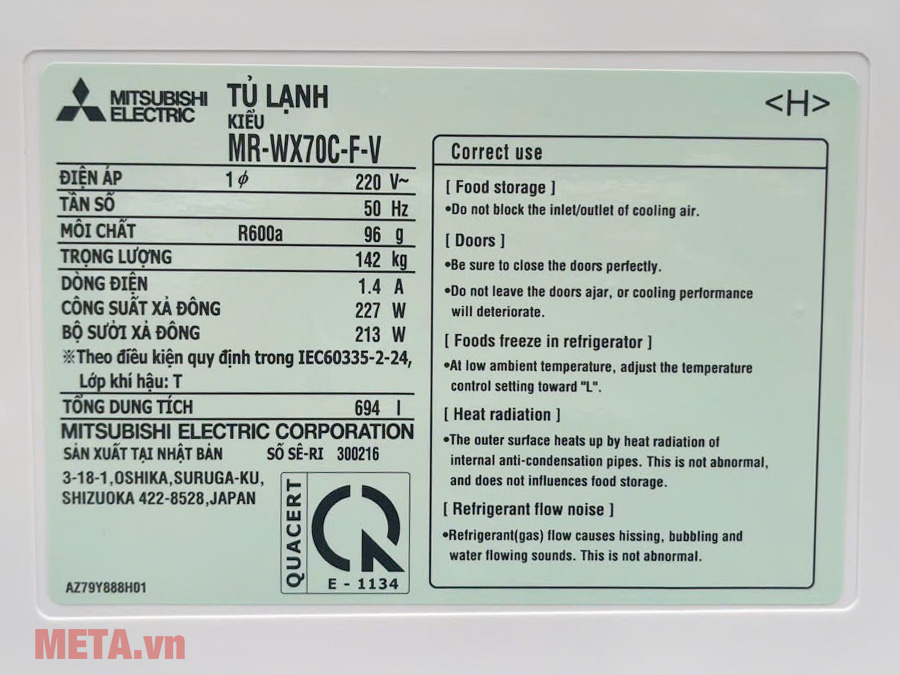 MITSUBISHI
ELECTRIC
TỦ LẠNH
KIỂU
MR-WX70C-F-V
<H>
ĐIỆN ÁP 1ϕ 220 V~
TẦN SỐ 50 Hz
MÔI CHẤT R600a 96 g
TRỌNG LƯỢNG 142 kg
DÒNG ĐIỆN 1.4 A
CÔNG SUẤT XẢ ĐÔNG 227 W
BỘ SƯỞI XẢ ĐÔNG 213 W
※Theo điều kiện quy định trong IEC60335-2-24,
Lớp khí hậu: T
TỔNG DUNG TÍCH 694 l
MITSUBISHI ELECTRIC CORPORATION
SẢN XUẤT TẠI NHẬT BẢN SỐ SÊ-RI 300216
3-18-1,OSHIKA,SURUGA-KU,
SHIZUOKA 422-8528,JAPAN
QUACERT
E - 1134
AZ79Y888H01
Correct use
[ Food storage ]
•Do not block the inlet/outlet of cooling air.
[ Doors ]
•Be sure to close the doors perfectly.
•Do not leave the doors ajar, or cooling performance
will deteriorate.
[ Foods freeze in refrigerator ]
•At low ambient temperature, adjust the temperature
control setting toward "L".
[ Heat radiation ]
•The outer surface heats up by heat radiation of
internal anti-condensation pipes. This is not abnormal,
and does not influences food storage.
[ Refrigerant flow noise ]
•Refrigerant(gas) flow causes hissing, bubbling and
water flowing sounds. This is not abnormal.
META.vn